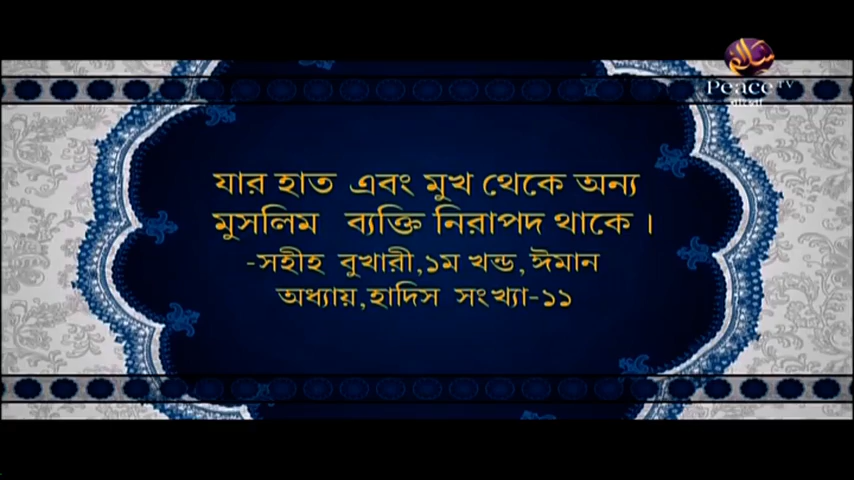 Peace TV
বাংলা
যার হাত এবং মুখ থেকে অন্য
মুসলিম ব্যক্তি নিরাপদ থাকে ।
-সহীহ বুখারী,১ম খন্ড,ঈমান
অধ্যায়,হাদিস সংখ্যা-১১